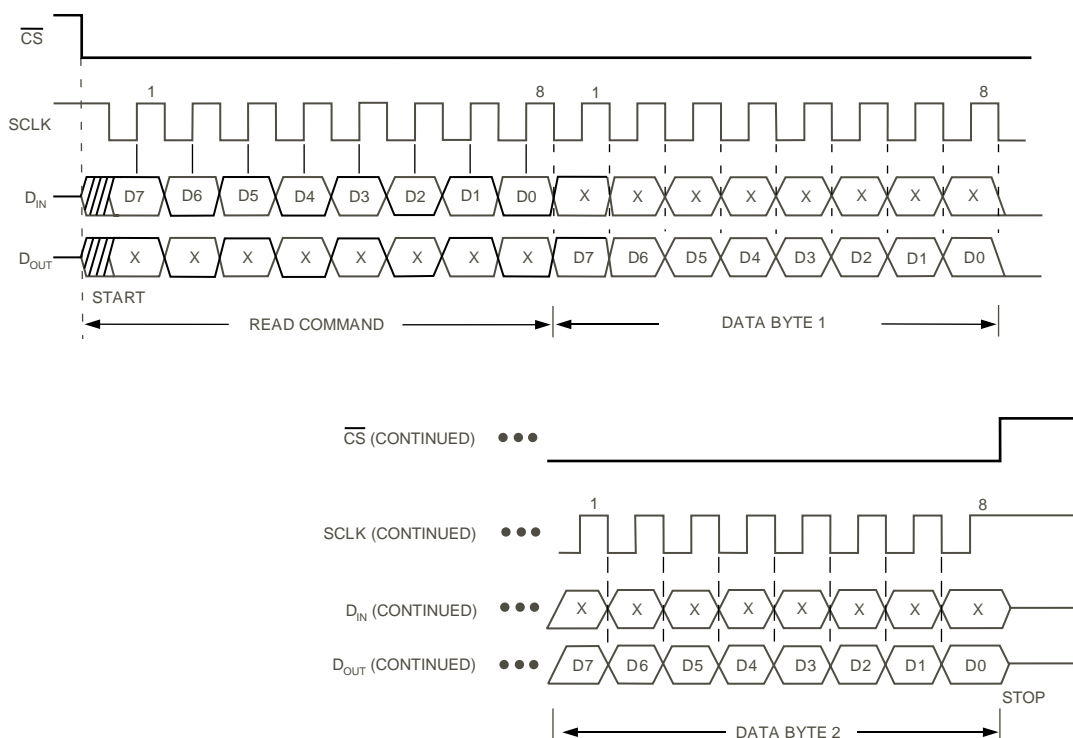 CS
1 8 1 8
SCLK
DIN D7 D6 D5 D4 D3 D2 D1 D0 X X X X X X X X
DOUT X X X X X X X X D7 D6 D5 D4 D3 D2 D1 D0
START
READ COMMAND DATA BYTE 1
CS (CONTINUED)
1 8
SCLK (CONTINUED)
DIN (CONTINUED) X X X X X X X X
DOUT (CONTINUED) D7 D6 D5 D4 D3 D2 D1 D0
STOP
DATA BYTE 2